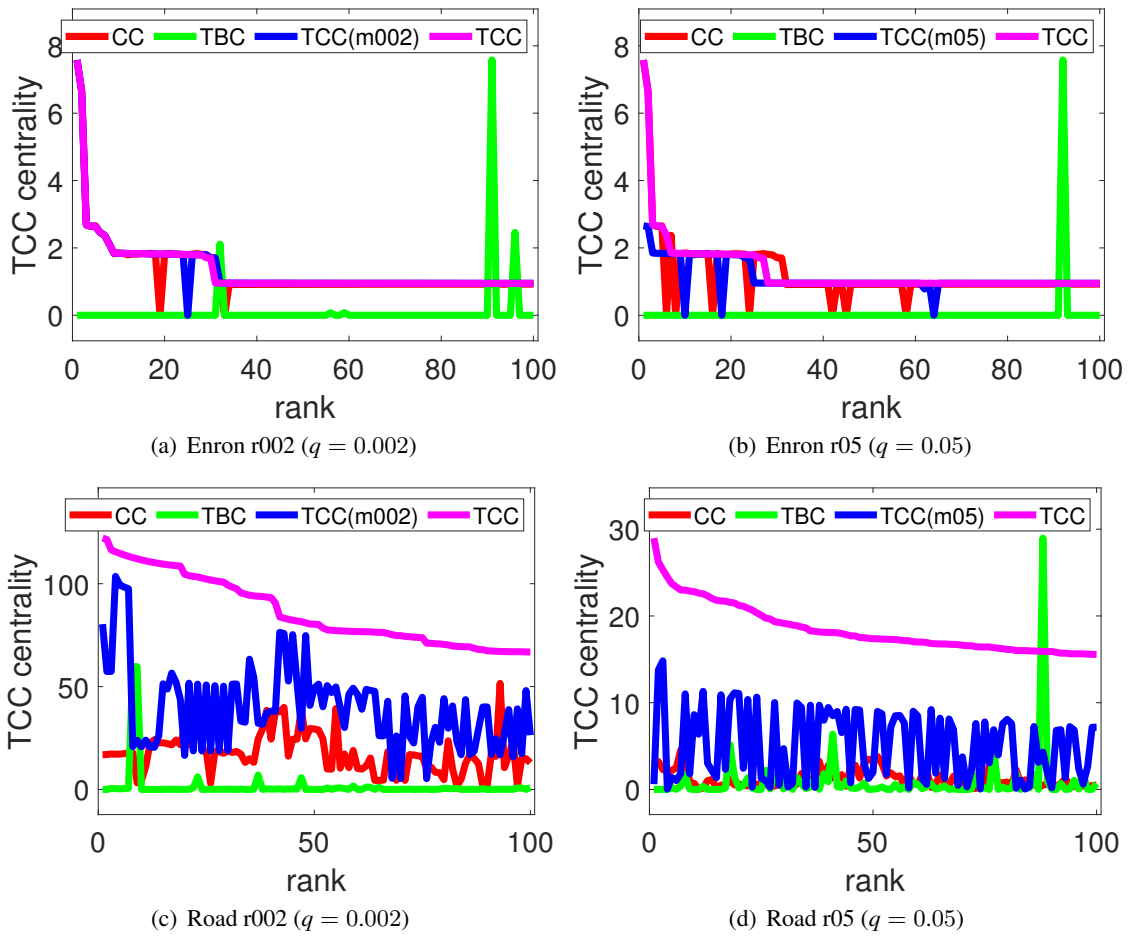 CC TBC TCC(m002) TCC
TCC centrality
8
6
4
2
0
0 20 40 60 80 100
rank
(a) Enron r002 (q = 0.002)
CC TBC TCC(m05) TCC
TCC centrality
8
6
4
2
0
0 20 40 60 80 100
rank
(b) Enron r05 (q = 0.05)
CC TBC TCC(m002) TCC
TCC centrality
100
50
0
0 50 100
rank
(c) Road r002 (q = 0.002)
CC TBC TCC(m05) TCC
TCC centrality
30
20
10
0
0 50 100
rank
(d) Road r05 (q = 0.05)